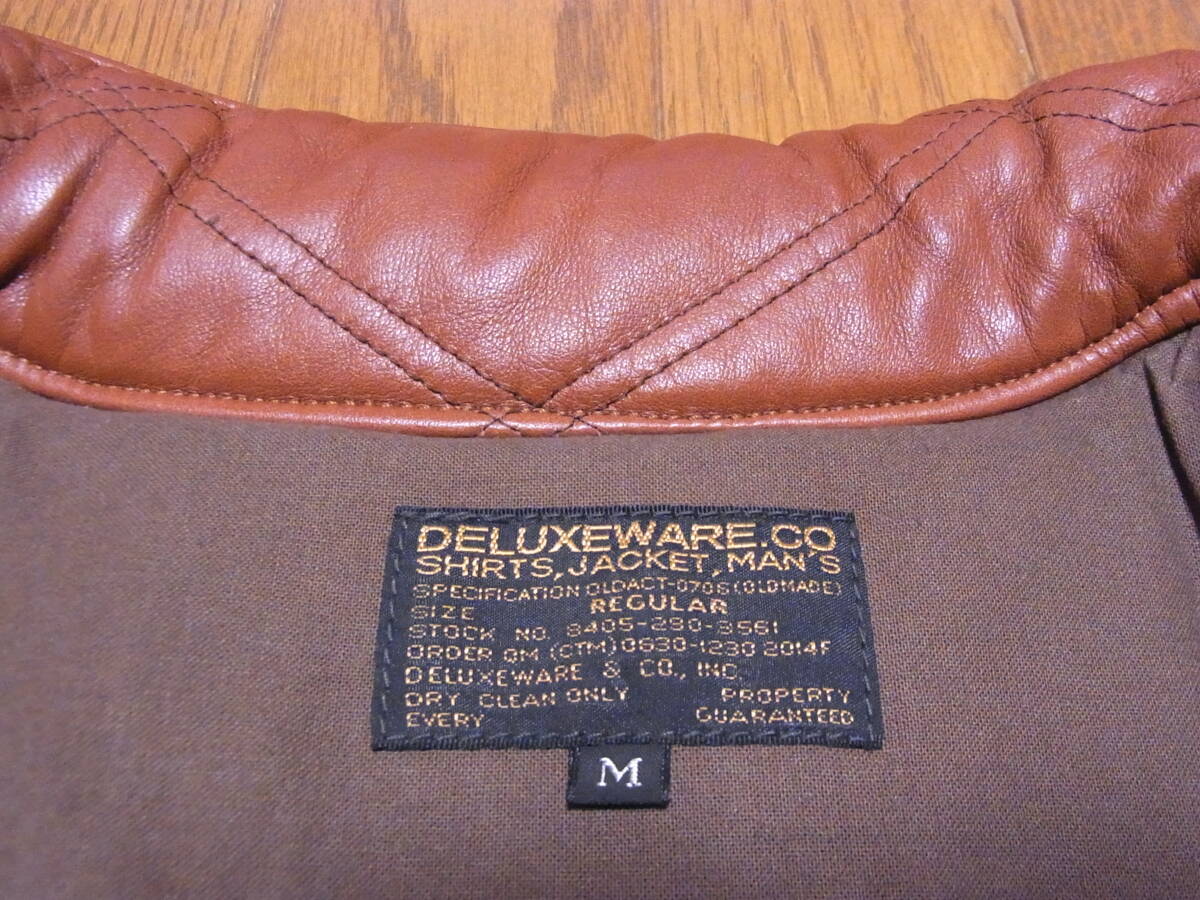 DELUXEWARE.CO
SHIRTS, JACKET, MAN'S
SPECIFICATION OLDACT-0706 (OLDMADE)
SIZE REGULAR
STOCK NO. 8405-290-3561
ORDER QM (CTM) 0630-1230 2014F
DELUXEWARE & CO., INC.
DRY CLEAN ONLY PROPERTY
EVERY GUARANTEED
M